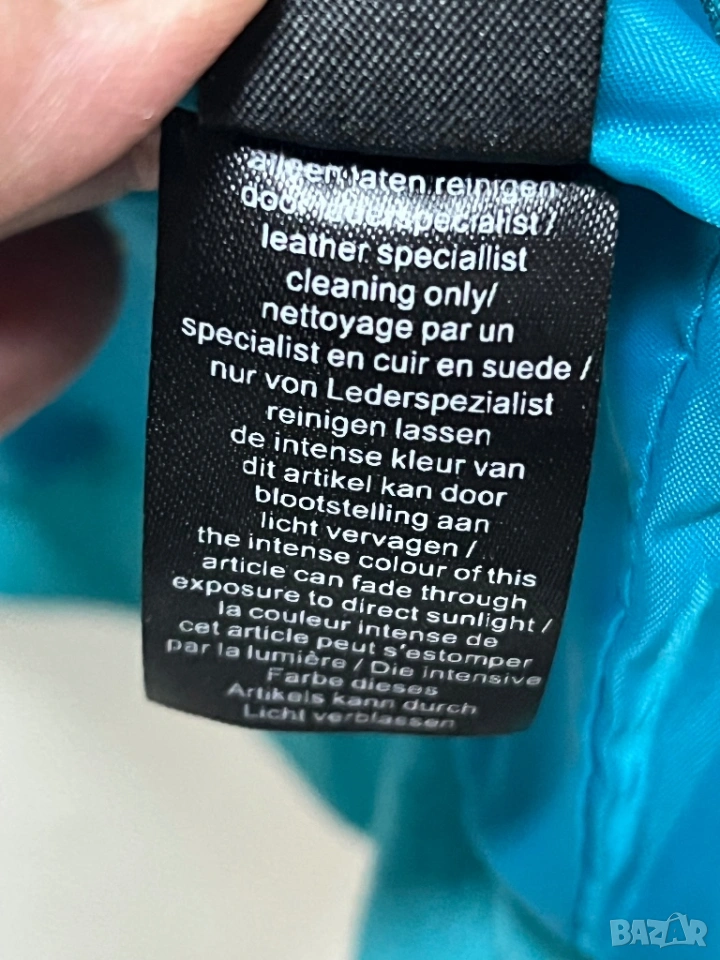 alleen laten reinigen
door lederspecialist /
leather speciallist
cleaning only/
nettoyage par un
specialist en cuir en suede /
nur von Lederspezialist
reinigen lassen
de intense kleur van
dit artikel kan door
blootstelling aan
licht vervagen /
the intense colour of this
article can fade through
exposure to direct sunlight /
la couleur intense de
cet article peut s'estomper
par la lumière / Die intensive
Farbe dieses
Artikels kann durch
Licht verblassen
BAZAR